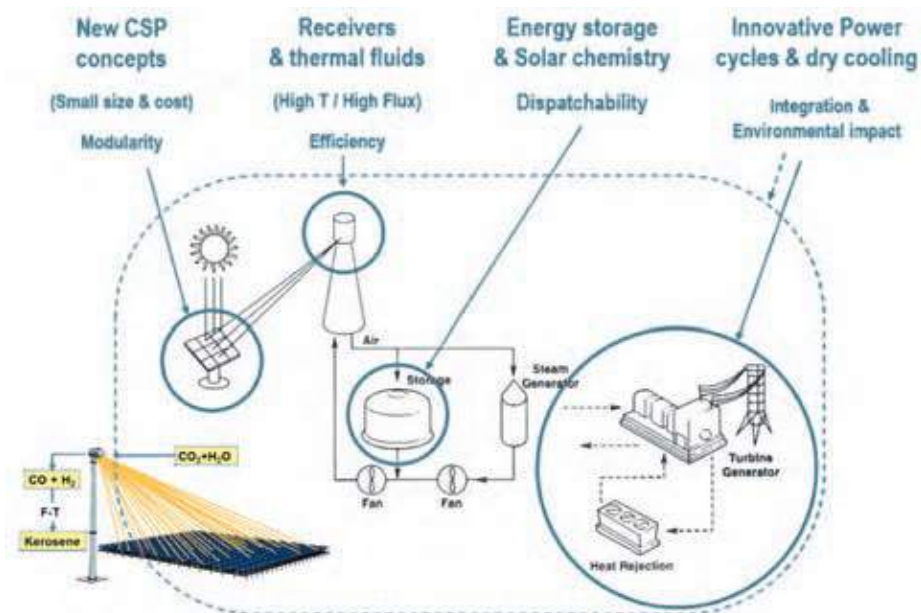 New CSP
concepts
(Small size & cost)
Modularity
Receivers
& thermal fluids
(High T / High Flux)
Efficiency
Energy storage
& Solar chemistry
Dispatchability
Innovative Power
cycles & dry cooling
Integration &
Environmental impact
Air
Storage
Steam
Generator
Fan
Fan
Turbine
Generator
Heat Rejection
CO₂+H₂O
CO + H₂
F-T
Kerosene